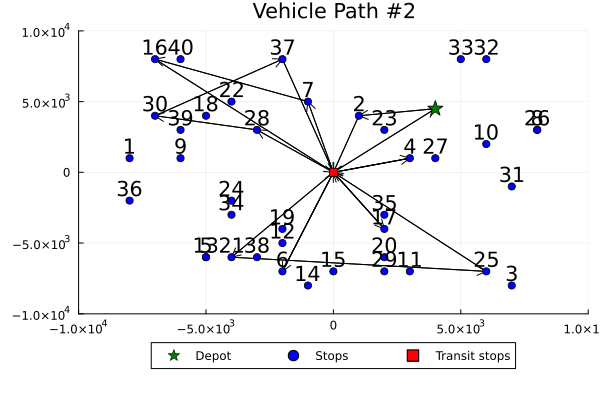 Vehicle Path #2
1.0×10⁴
16 40 37 33 32
22 7
5.0×10³
30 18 2
39 28 23 26
10
1 9 4 27
0
31
36 24
34 35
19 17
12
−5.0×10³
38 20
6 15 29 11 25
14 3
−1.0×10⁴
−1.0×10⁴ −5.0×10³ 0 5.0×10³ 1.0×1
Depot Stops Transit stops